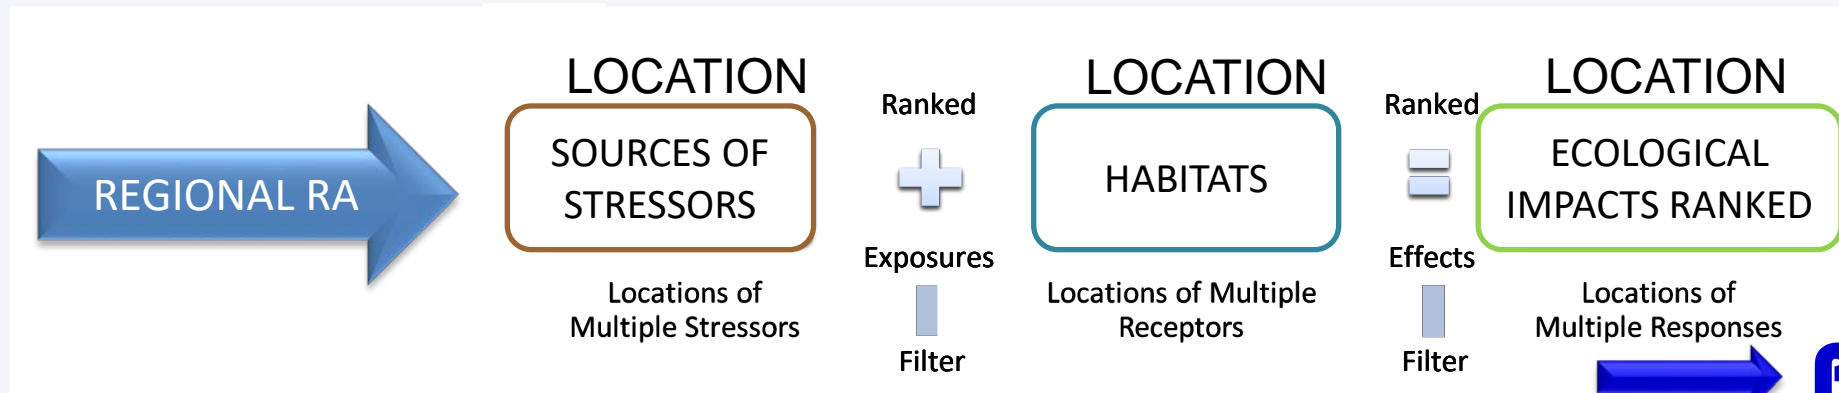 REGIONAL RA
LOCATION
SOURCES OF
STRESSORS
Locations of
Multiple Stressors
Ranked
Exposures
Filter
LOCATION
HABITATS
Locations of Multiple
Receptors
Ranked
Effects
Filter
LOCATION
ECOLOGICAL
IMPACTS RANKED
Locations of
Multiple Responses